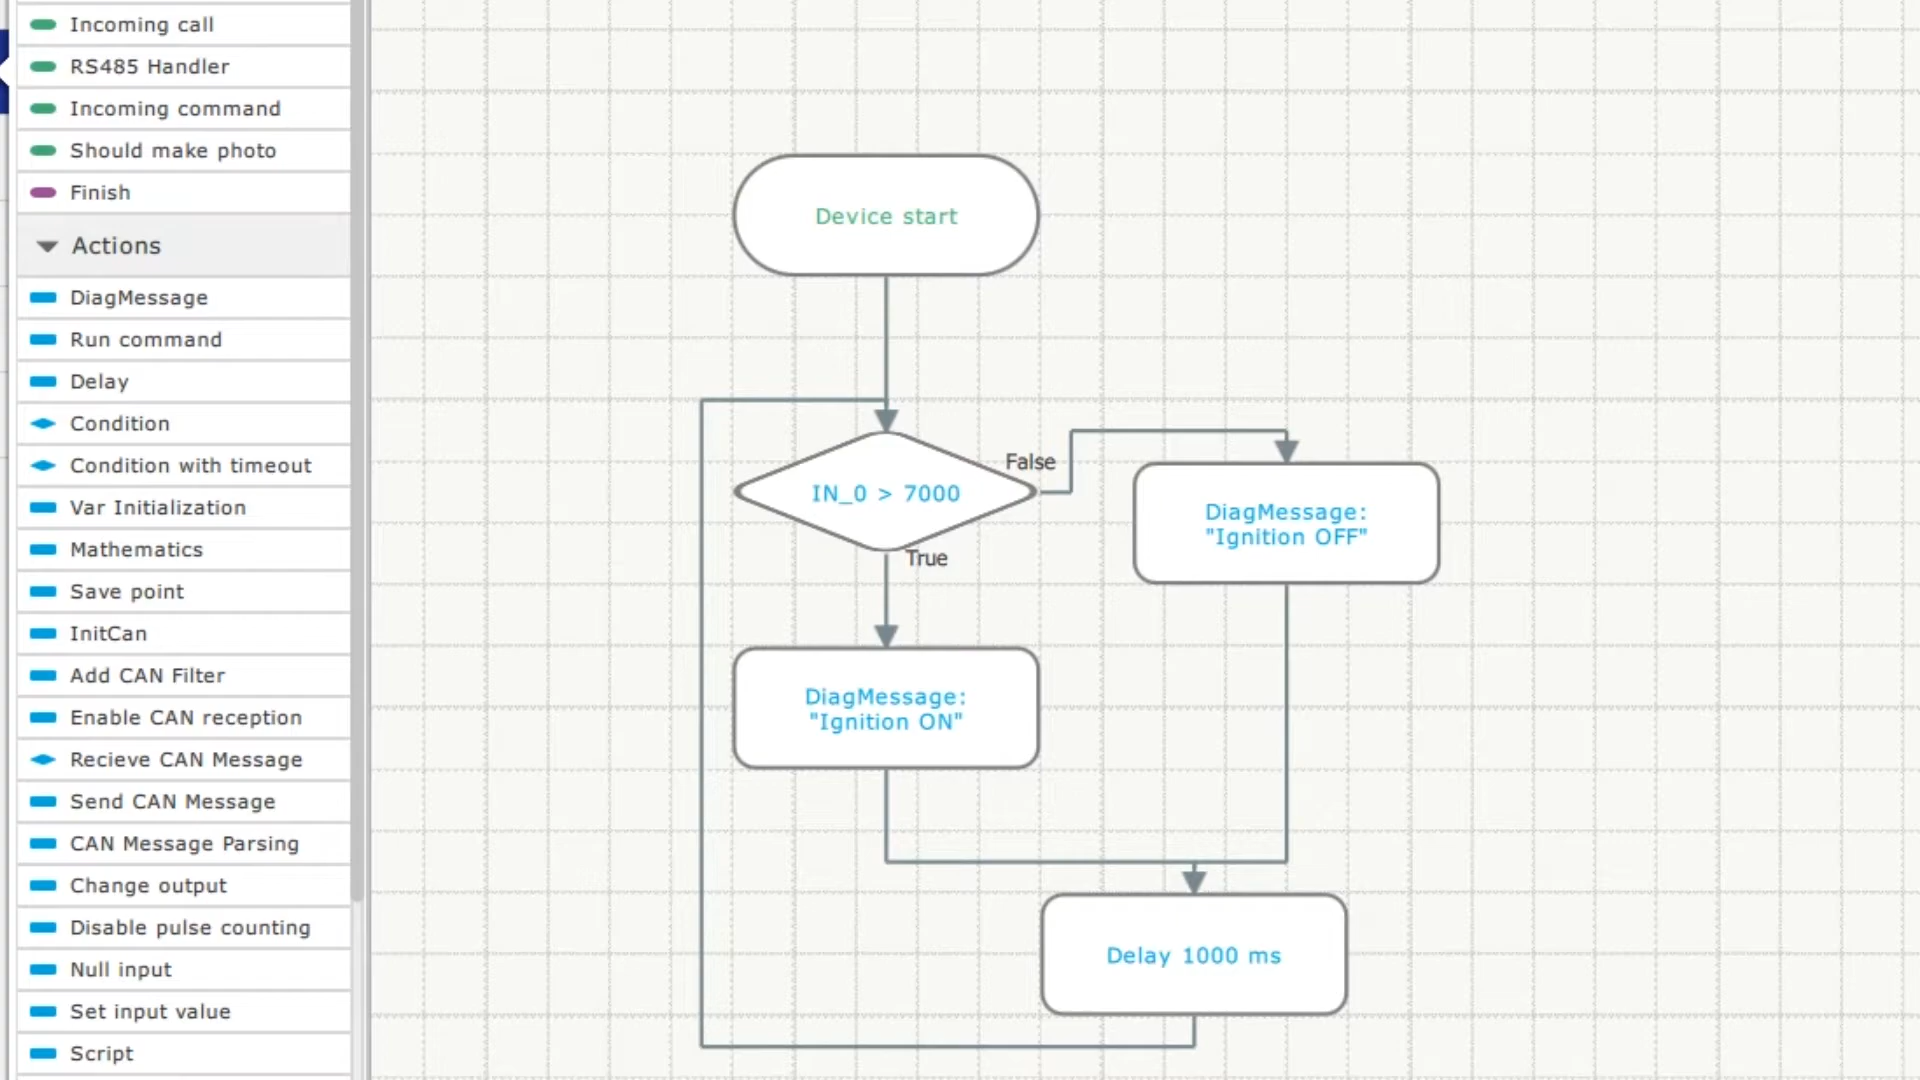 Incoming call
RS485 Handler
Incoming command
Should make photo
Finish
Actions
DiagMessage
Run command
Delay
Condition
Condition with timeout
Var Initialization
Mathematics
Save point
InitCan
Add CAN Filter
Enable CAN reception
Recieve CAN Message
Send CAN Message
CAN Message Parsing
Change output
Disable pulse counting
Null input
Set input value
Script
Device start
False
IN_0 > 7000
True
DiagMessage:
"Ignition OFF"
DiagMessage:
"Ignition ON"
Delay 1000 ms